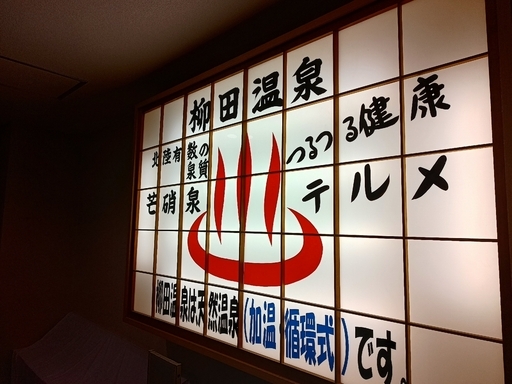 柳田温泉
北陸有数の泉質
芒硝泉
つるつる健康
テルメ
柳田温泉は天然温泉(加温循環式)です。